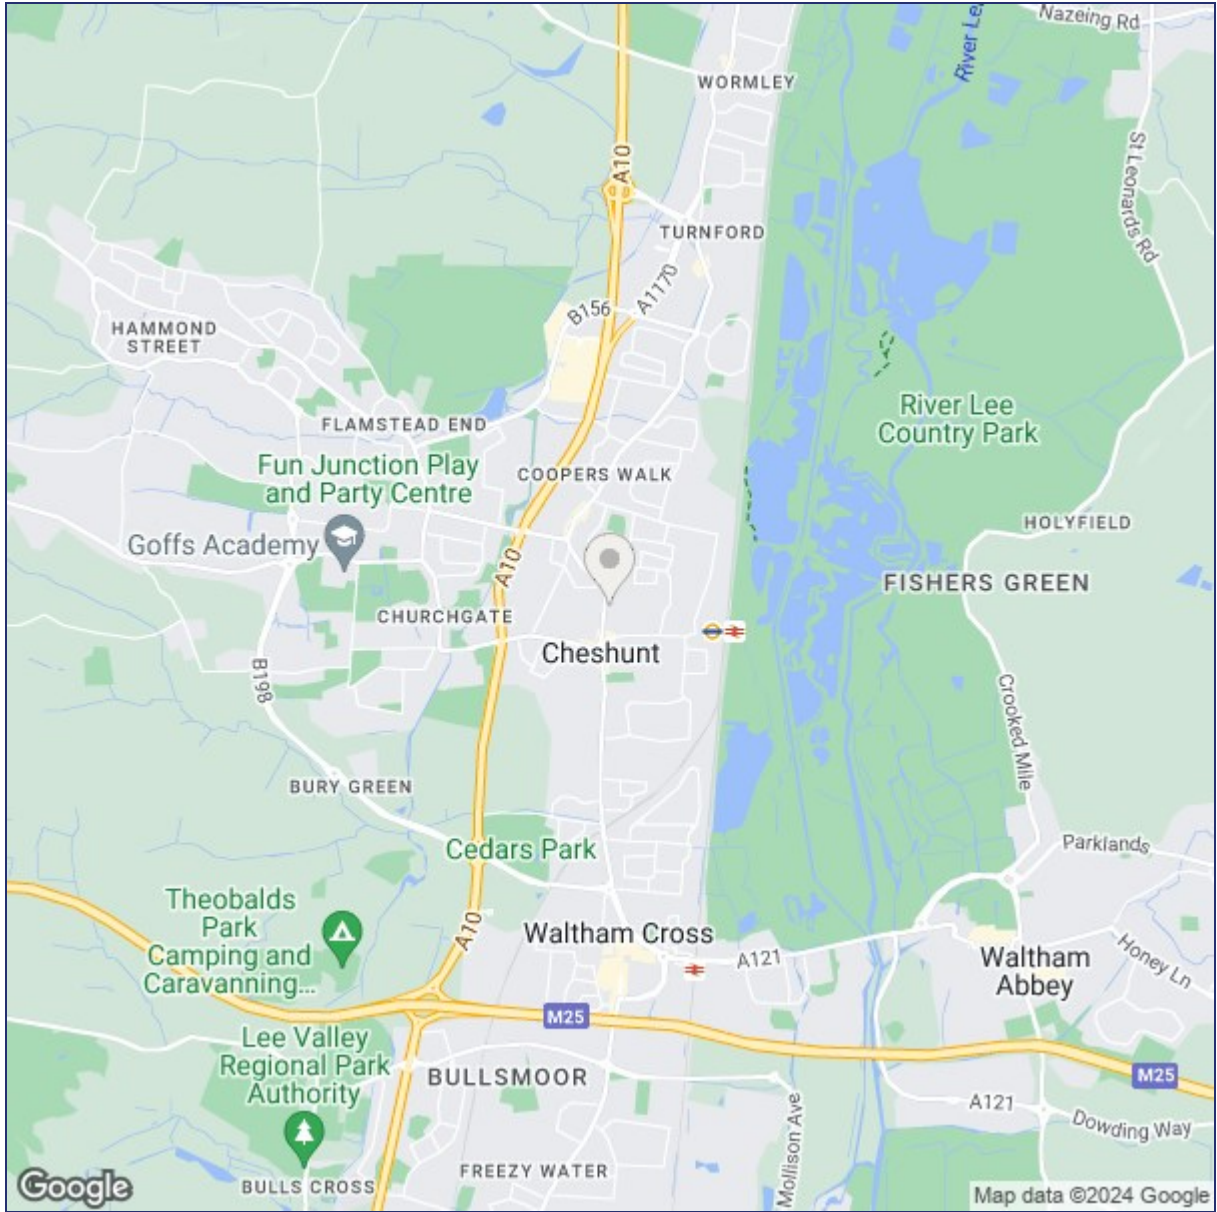 Nazeing Rd
River Lee
WORMLEY
A10
St Leonards Rd
TURNFORD
A1170
B156
HAMMOND
STREET
FLAMSTEAD END
River Lee
Country Park
Fun Junction Play
and Party Centre
COOPERS WALK
HOLYFIELD
Goffs Academy
A10
FISHERS GREEN
CHURCHGATE
Cheshunt
B198
Crooked Mile
BURY GREEN
Cedars Park
Parklands
Theobalds
Park
Camping and
Caravanning...
A10
Waltham Cross
A121
Waltham
Abbey
Honey Ln
M25
Lee Valley
Regional Park
Authority
BULLSMOOR
M25
A121
Dowding Way
Mollison Ave
FREEZY WATER
BULLS CROSS
Google
Map data ©2024 Google